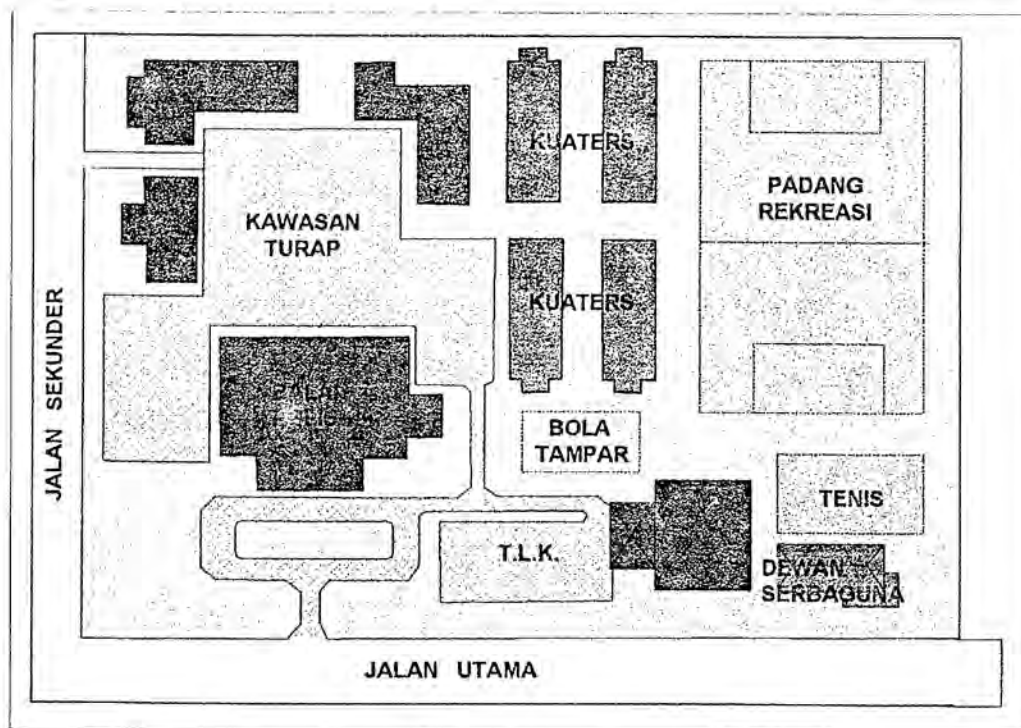 KUATERS
PADANG
REKREASI
KAWASAN
TURAP
KUATERS
JALAN SEKUNDER
BOLA
TAMPAR
TENIS
T.L.K.
DEWAN
SERBAGUNA
JALAN UTAMA